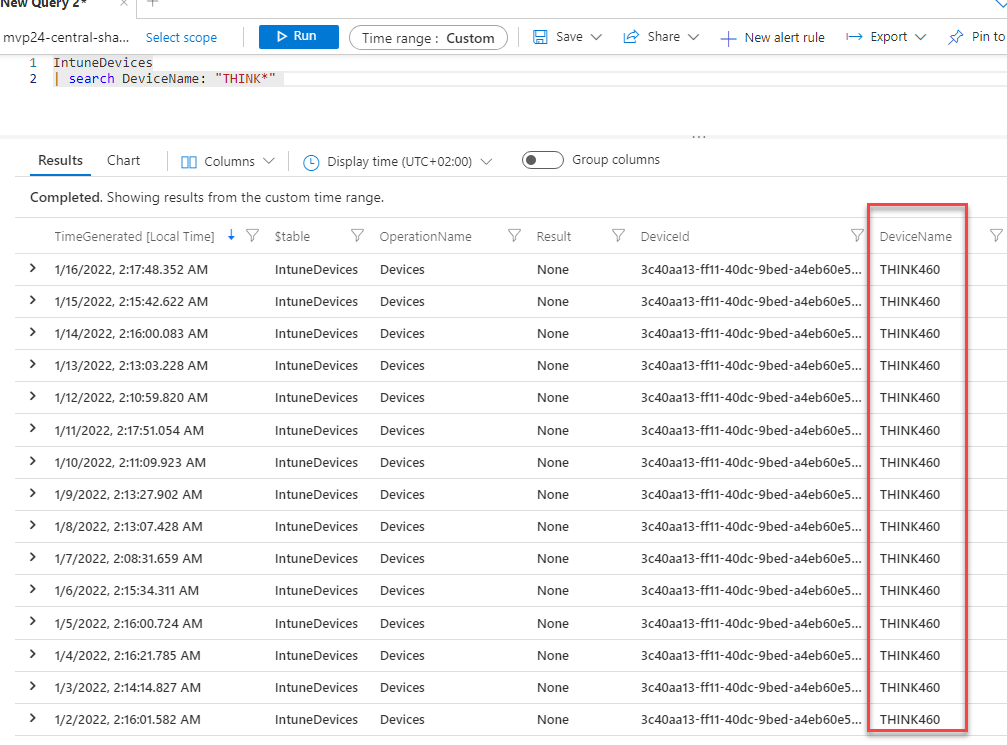 New Query 2*
mvp24-central-sha... Select scope Run Time range : Custom Save Share New alert rule Export Pin to
1 IntuneDevices
2 | search DeviceName: "THINK*"
...
Results Chart Columns Display time (UTC+02:00) Group columns
Completed. Showing results from the custom time range.
TimeGenerated [Local Time] $table OperationName Result DeviceId DeviceName
1/16/2022, 2:17:48.352 AM IntuneDevices Devices None 3c40aa13-ff11-40dc-9bed-a4eb60e5... THINK460
1/15/2022, 2:15:42.622 AM IntuneDevices Devices None 3c40aa13-ff11-40dc-9bed-a4eb60e5... THINK460
1/14/2022, 2:16:00.083 AM IntuneDevices Devices None 3c40aa13-ff11-40dc-9bed-a4eb60e5... THINK460
1/13/2022, 2:13:03.228 AM IntuneDevices Devices None 3c40aa13-ff11-40dc-9bed-a4eb60e5... THINK460
1/12/2022, 2:10:59.820 AM IntuneDevices Devices None 3c40aa13-ff11-40dc-9bed-a4eb60e5... THINK460
1/11/2022, 2:17:51.054 AM IntuneDevices Devices None 3c40aa13-ff11-40dc-9bed-a4eb60e5... THINK460
1/10/2022, 2:11:09.923 AM IntuneDevices Devices None 3c40aa13-ff11-40dc-9bed-a4eb60e5... THINK460
1/9/2022, 2:13:27.902 AM IntuneDevices Devices None 3c40aa13-ff11-40dc-9bed-a4eb60e5... THINK460
1/8/2022, 2:13:07.428 AM IntuneDevices Devices None 3c40aa13-ff11-40dc-9bed-a4eb60e5... THINK460
1/7/2022, 2:08:31.659 AM IntuneDevices Devices None 3c40aa13-ff11-40dc-9bed-a4eb60e5... THINK460
1/6/2022, 2:15:34.311 AM IntuneDevices Devices None 3c40aa13-ff11-40dc-9bed-a4eb60e5... THINK460
1/5/2022, 2:16:00.724 AM IntuneDevices Devices None 3c40aa13-ff11-40dc-9bed-a4eb60e5... THINK460
1/4/2022, 2:16:21.785 AM IntuneDevices Devices None 3c40aa13-ff11-40dc-9bed-a4eb60e5... THINK460
1/3/2022, 2:14:14.827 AM IntuneDevices Devices None 3c40aa13-ff11-40dc-9bed-a4eb60e5... THINK460
1/2/2022, 2:16:01.582 AM IntuneDevices Devices None 3c40aa13-ff11-40dc-9bed-a4eb60e5... THINK460